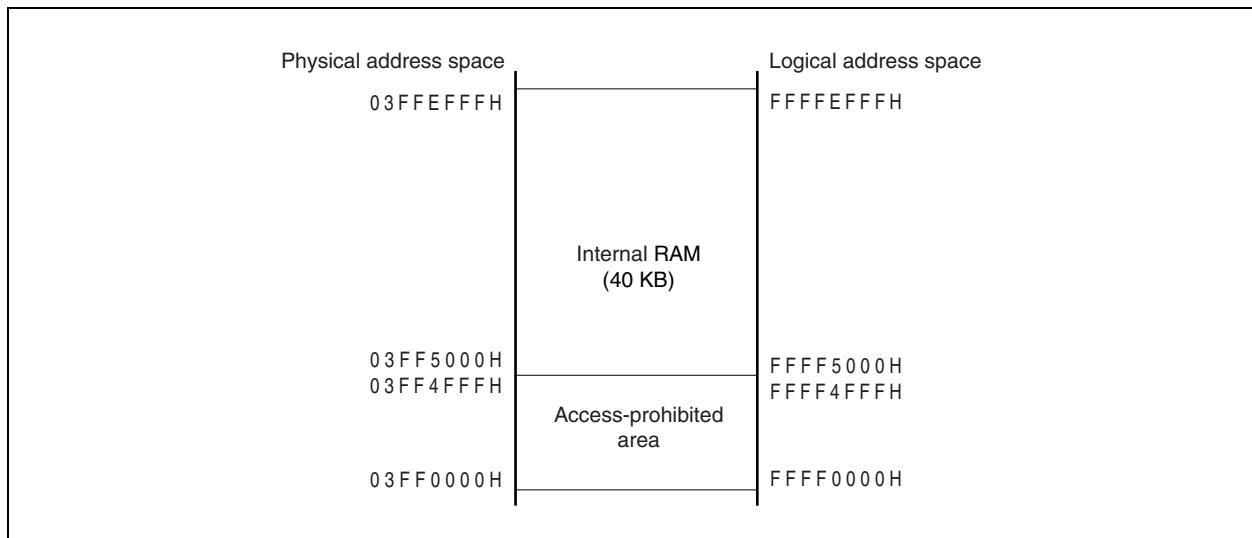 Physical address space
Logical address space
03FFEFFFH
FFFFEFFFH
Internal RAM
(40 KB)
03FF5000H
FFFF5000H
03FF4FFFH
FFFF4FFFH
Access-prohibited
area
03FF0000H
FFFF0000H